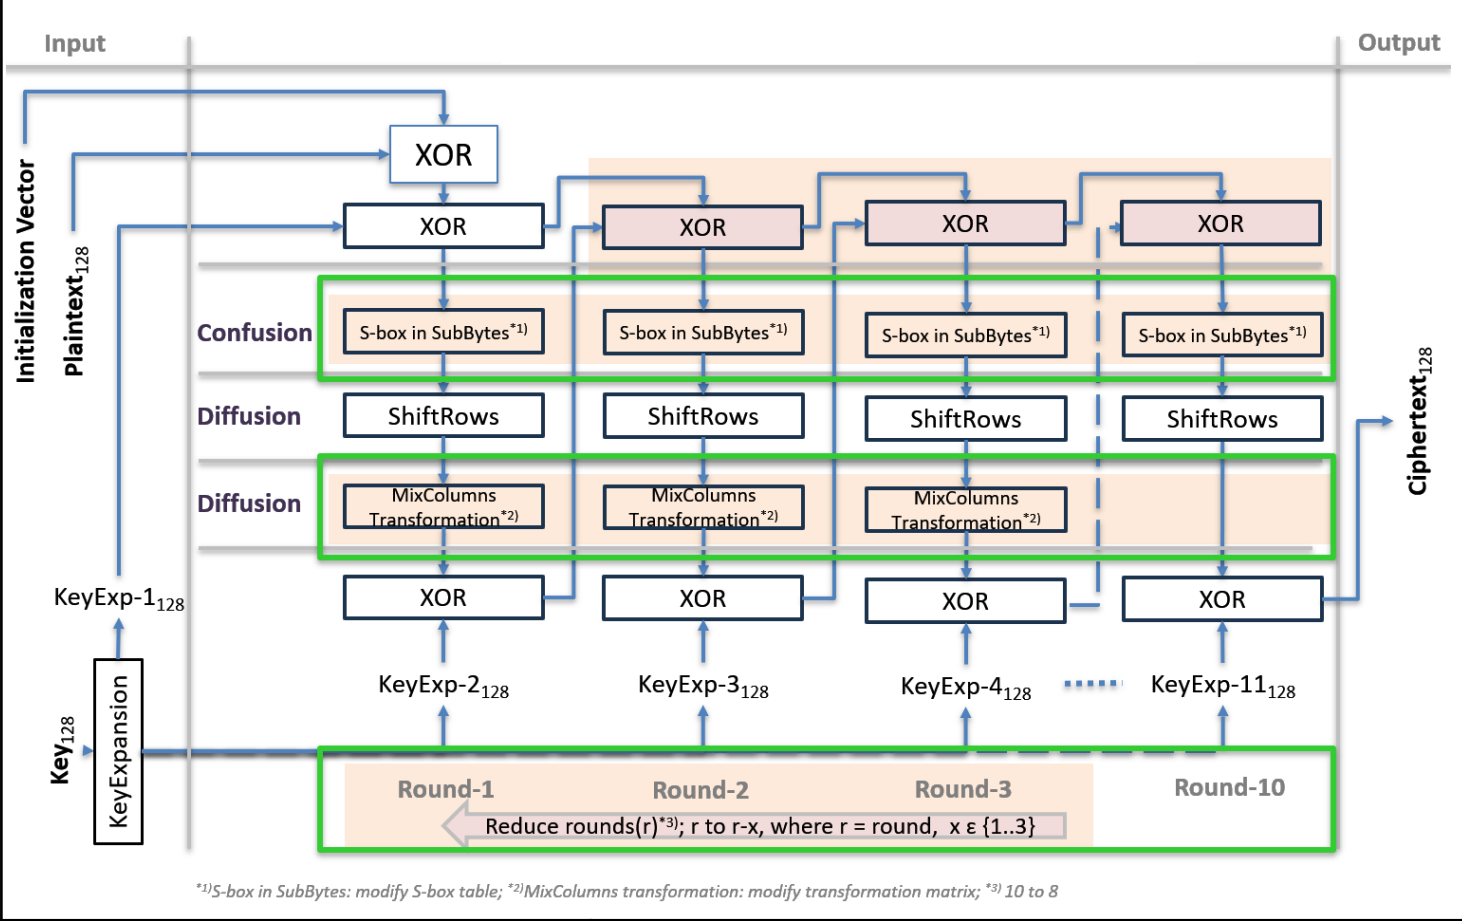 Input
Output
Initialization Vector
Plaintext128
XOR
XOR
XOR
XOR
XOR
Confusion
S-box in SubBytes*1)
S-box in SubBytes*1)
S-box in SubBytes*1)
S-box in SubBytes*1)
Diffusion
ShiftRows
ShiftRows
ShiftRows
ShiftRows
Diffusion
MixColumns
Transformation*2)
MixColumns
Transformation*2)
MixColumns
Transformation*2)
Ciphertext128
KeyExp-1128
XOR
XOR
XOR
XOR
KeyExp-2128
KeyExp-3128
KeyExp-4128
KeyExp-11128
Key128
KeyExpansion
Round-1
Round-2
Round-3
Round-10
Reduce rounds(r)*3); r to r-x, where r = round, x ε {1..3}
*1)S-box in SubBytes: modify S-box table; *2)MixColumns transformation: modify transformation matrix; *3) 10 to 8